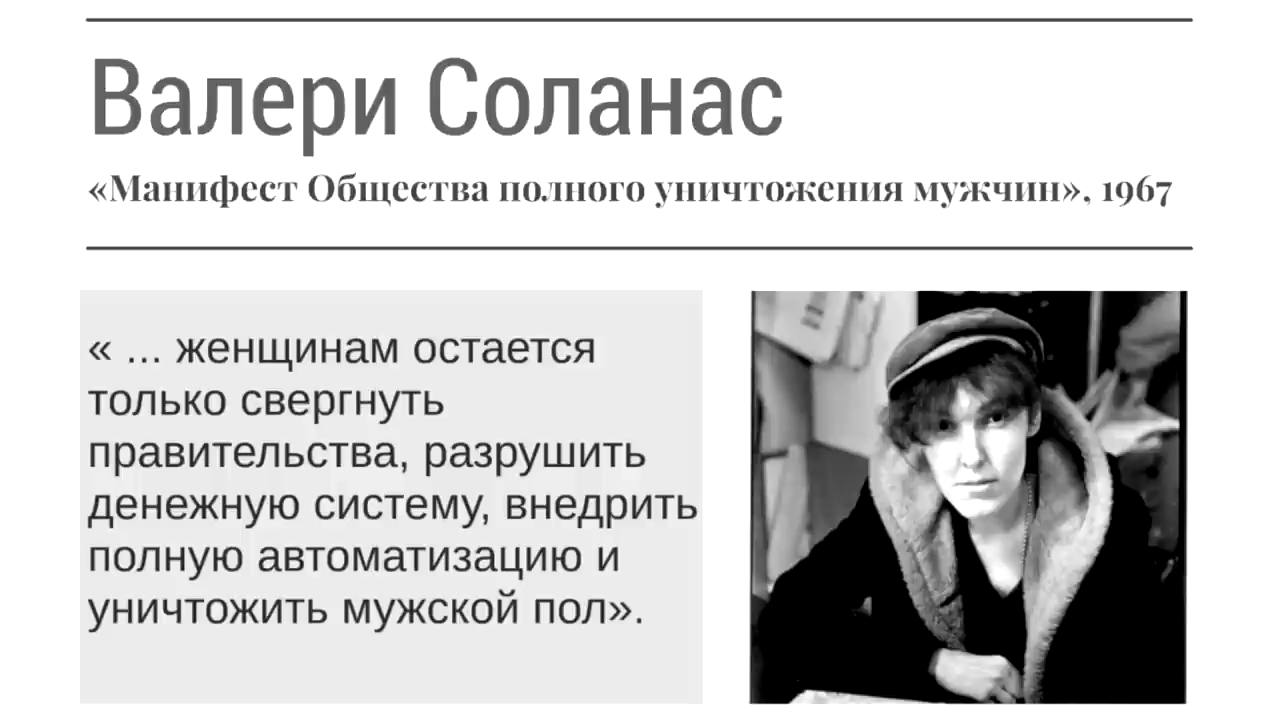 Валери Соланас
«Манифест Общества полного уничтожения мужчин», 1967
« ... женщинам остается
только свергнуть
правительства, разрушить
денежную систему, внедрить
полную автоматизацию и
уничтожить мужской пол».